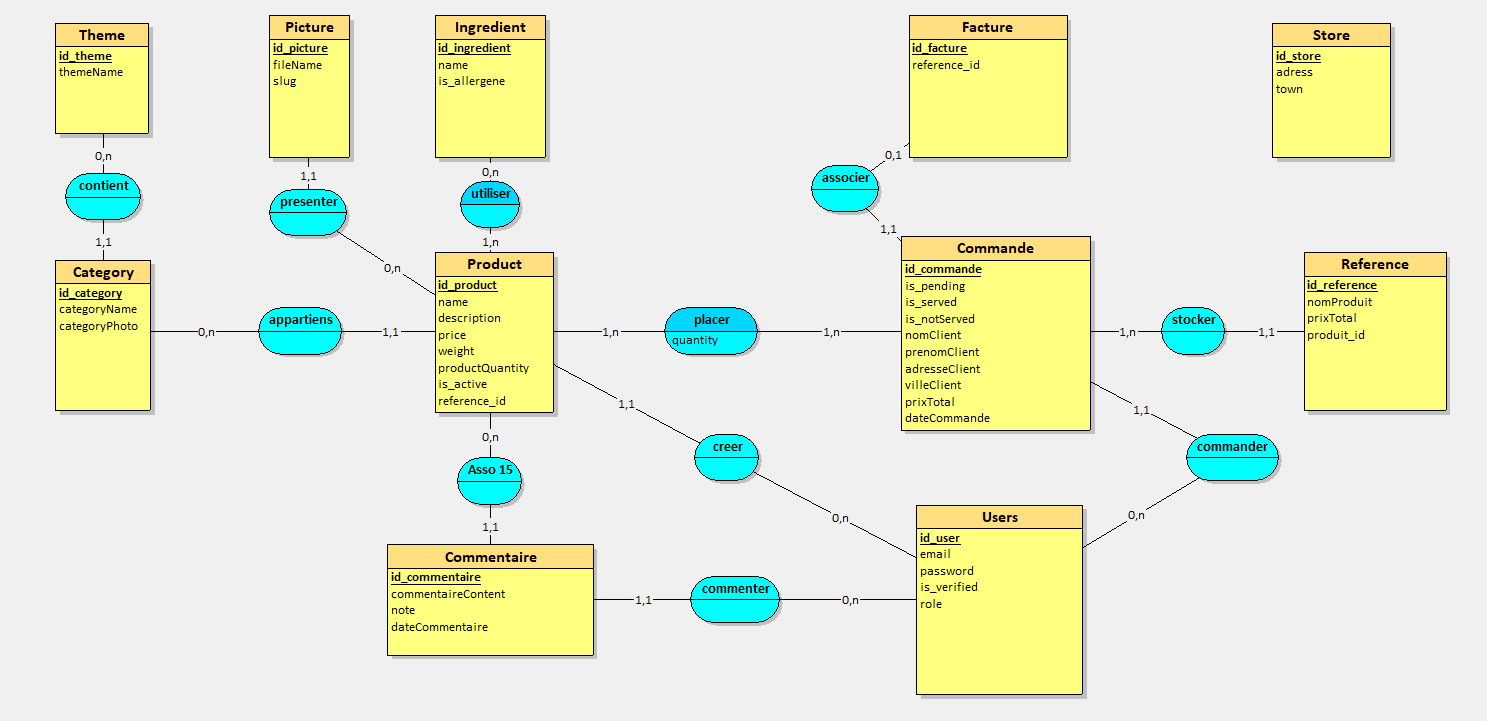 Theme
id_theme
themeName
Picture
id_picture
fileName
slug
Ingredient
id_ingredient
name
is_allergene
Facture
id_facture
reference_id
Store
id_store
adress
town
0,n
contient
1,1
1,1
presenter
0,n
0,n
utiliser
1,n
0,1
associer
1,1
Category
id_category
categoryName
categoryPhoto
0,n
appartiens
1,1
Product
id_product
name
description
price
weight
productQuantity
is_active
reference_id
1,n
placer
quantity
1,n
Commande
id_commande
is_pending
is_served
is_notServed
nomClient
prenomClient
adresseClient
villeClient
prixTotal
dateCommande
1,n
stocker
1,1
Reference
id_reference
nomProduit
prixTotal
produit_id
0,n
Asso 15
1,1
1,1
creer
0,n
1,1
commander
0,n
Commentaire
id_commentaire
commentaireContent
note
dateCommentaire
1,1
commenter
0,n
Users
id_user
email
password
is_verified
role